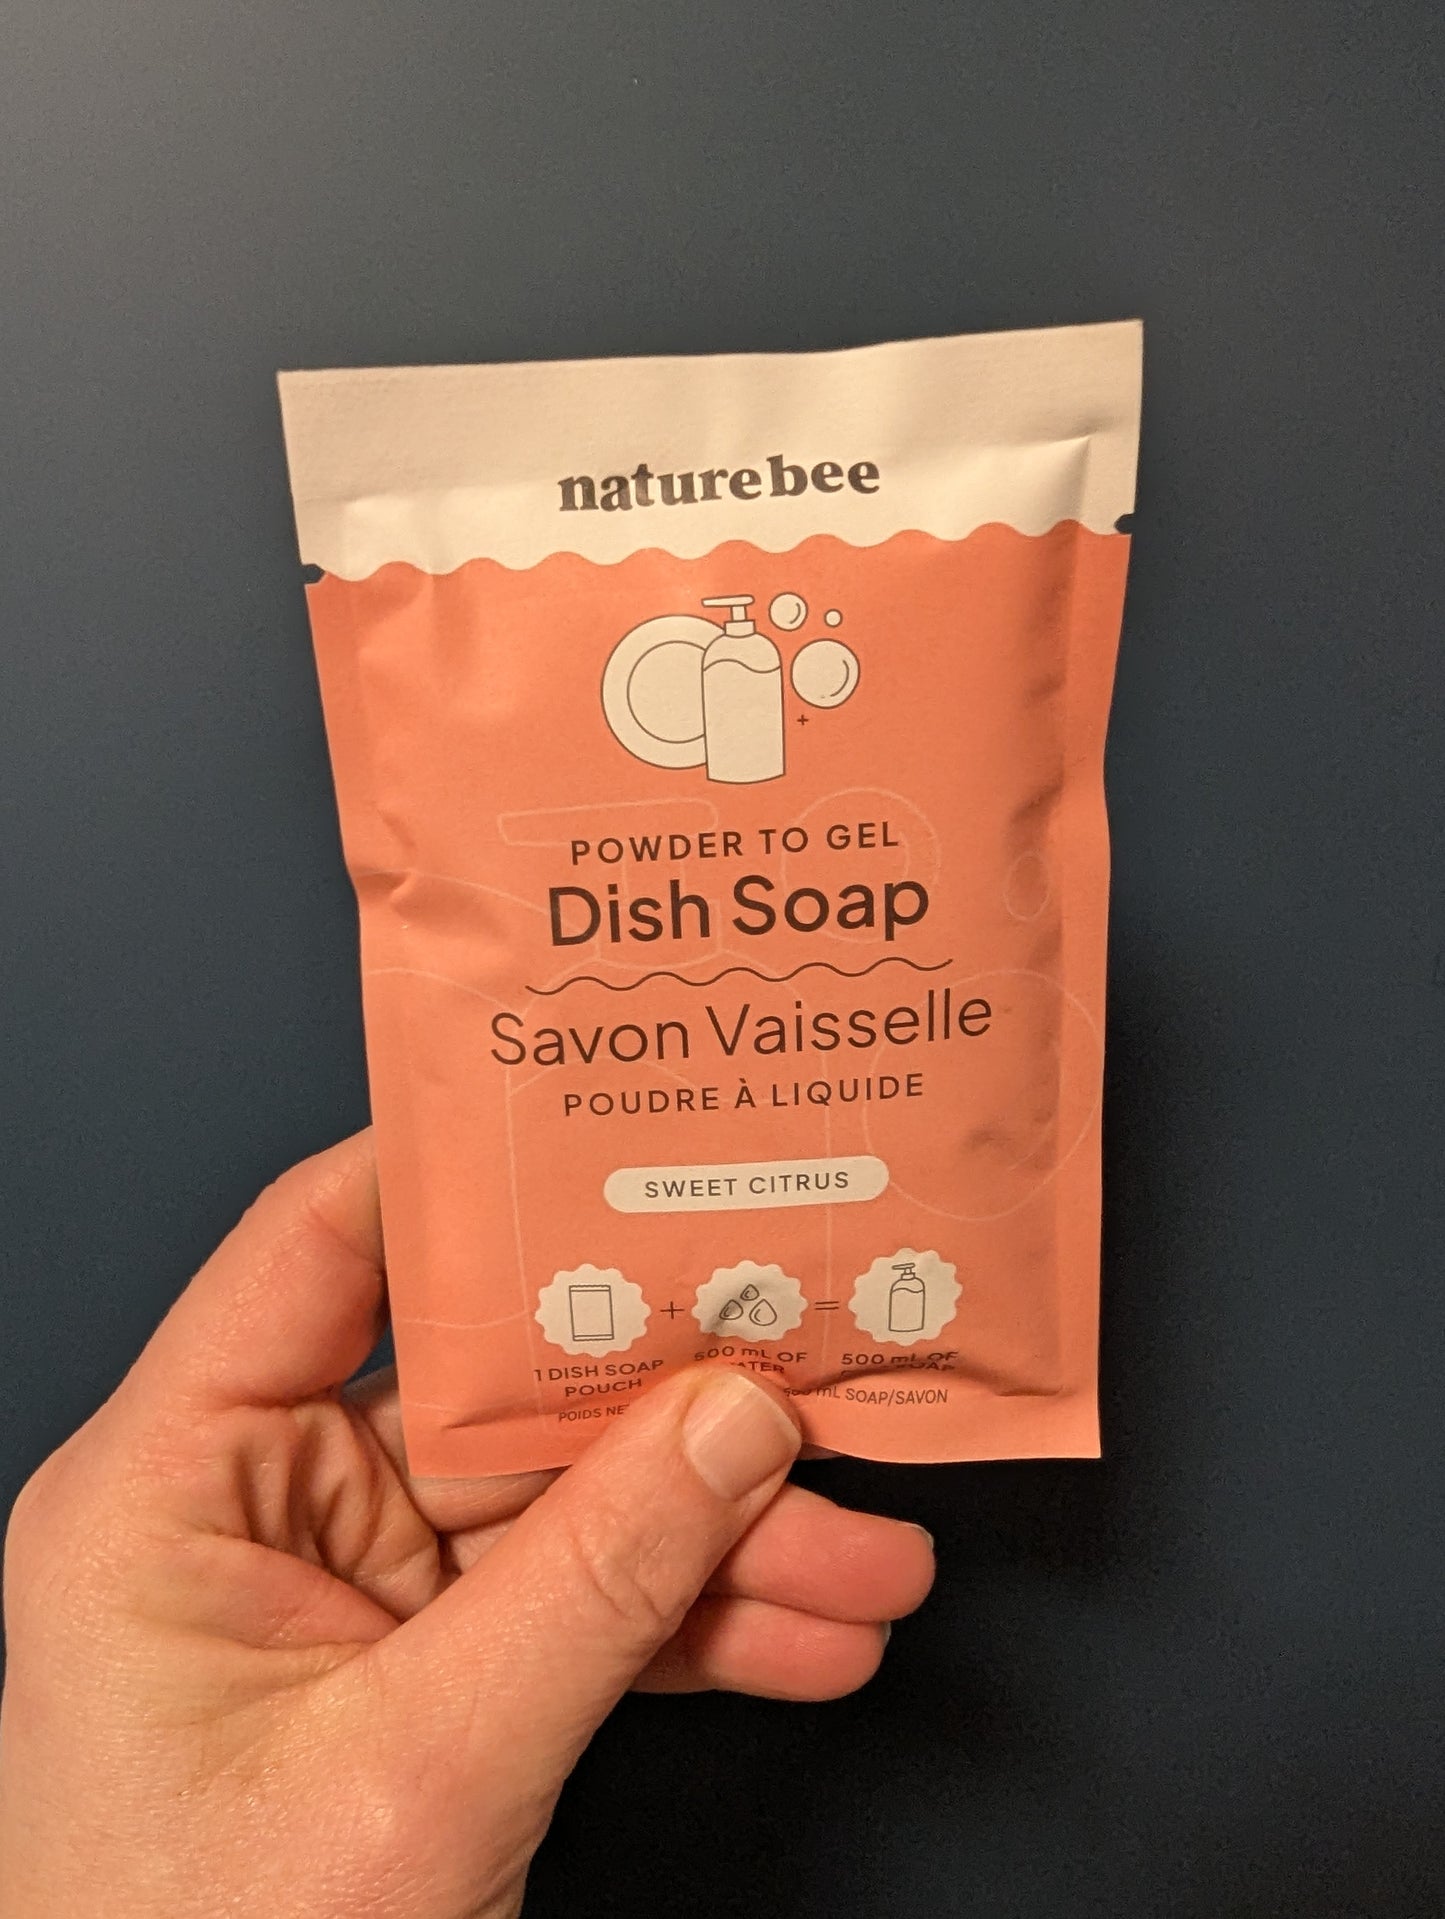 naturebee
POWDER TO GEL
Dish Soap
Savon Vaisselle
POUDRE À LIQUIDE
SWEET CITRUS
+ =
1 DISH SOAP
POUCH
500 mL OF
500 mL OF
POIDS
mL SOAP/SAVON